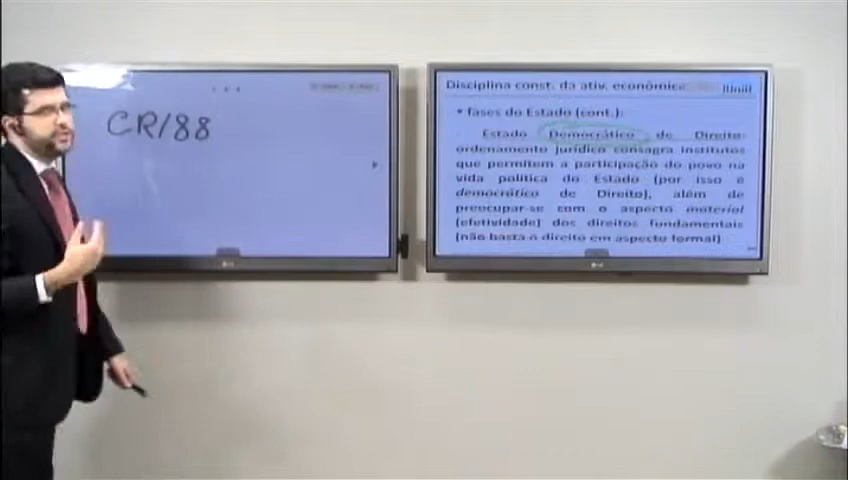 CR/88
Disciplina const. da ativ. econômica
• fases do Estado (cont.):
Estado Democrático de Direito:
ordenamento jurídico consagra institutos
que permitem a participação do povo na
vida política do Estado (por isso é
democrático de Direito), além de
preocupar-se com o aspecto material
(efetividade) dos direitos fundamentais
(não basta o direito em aspecto formal)